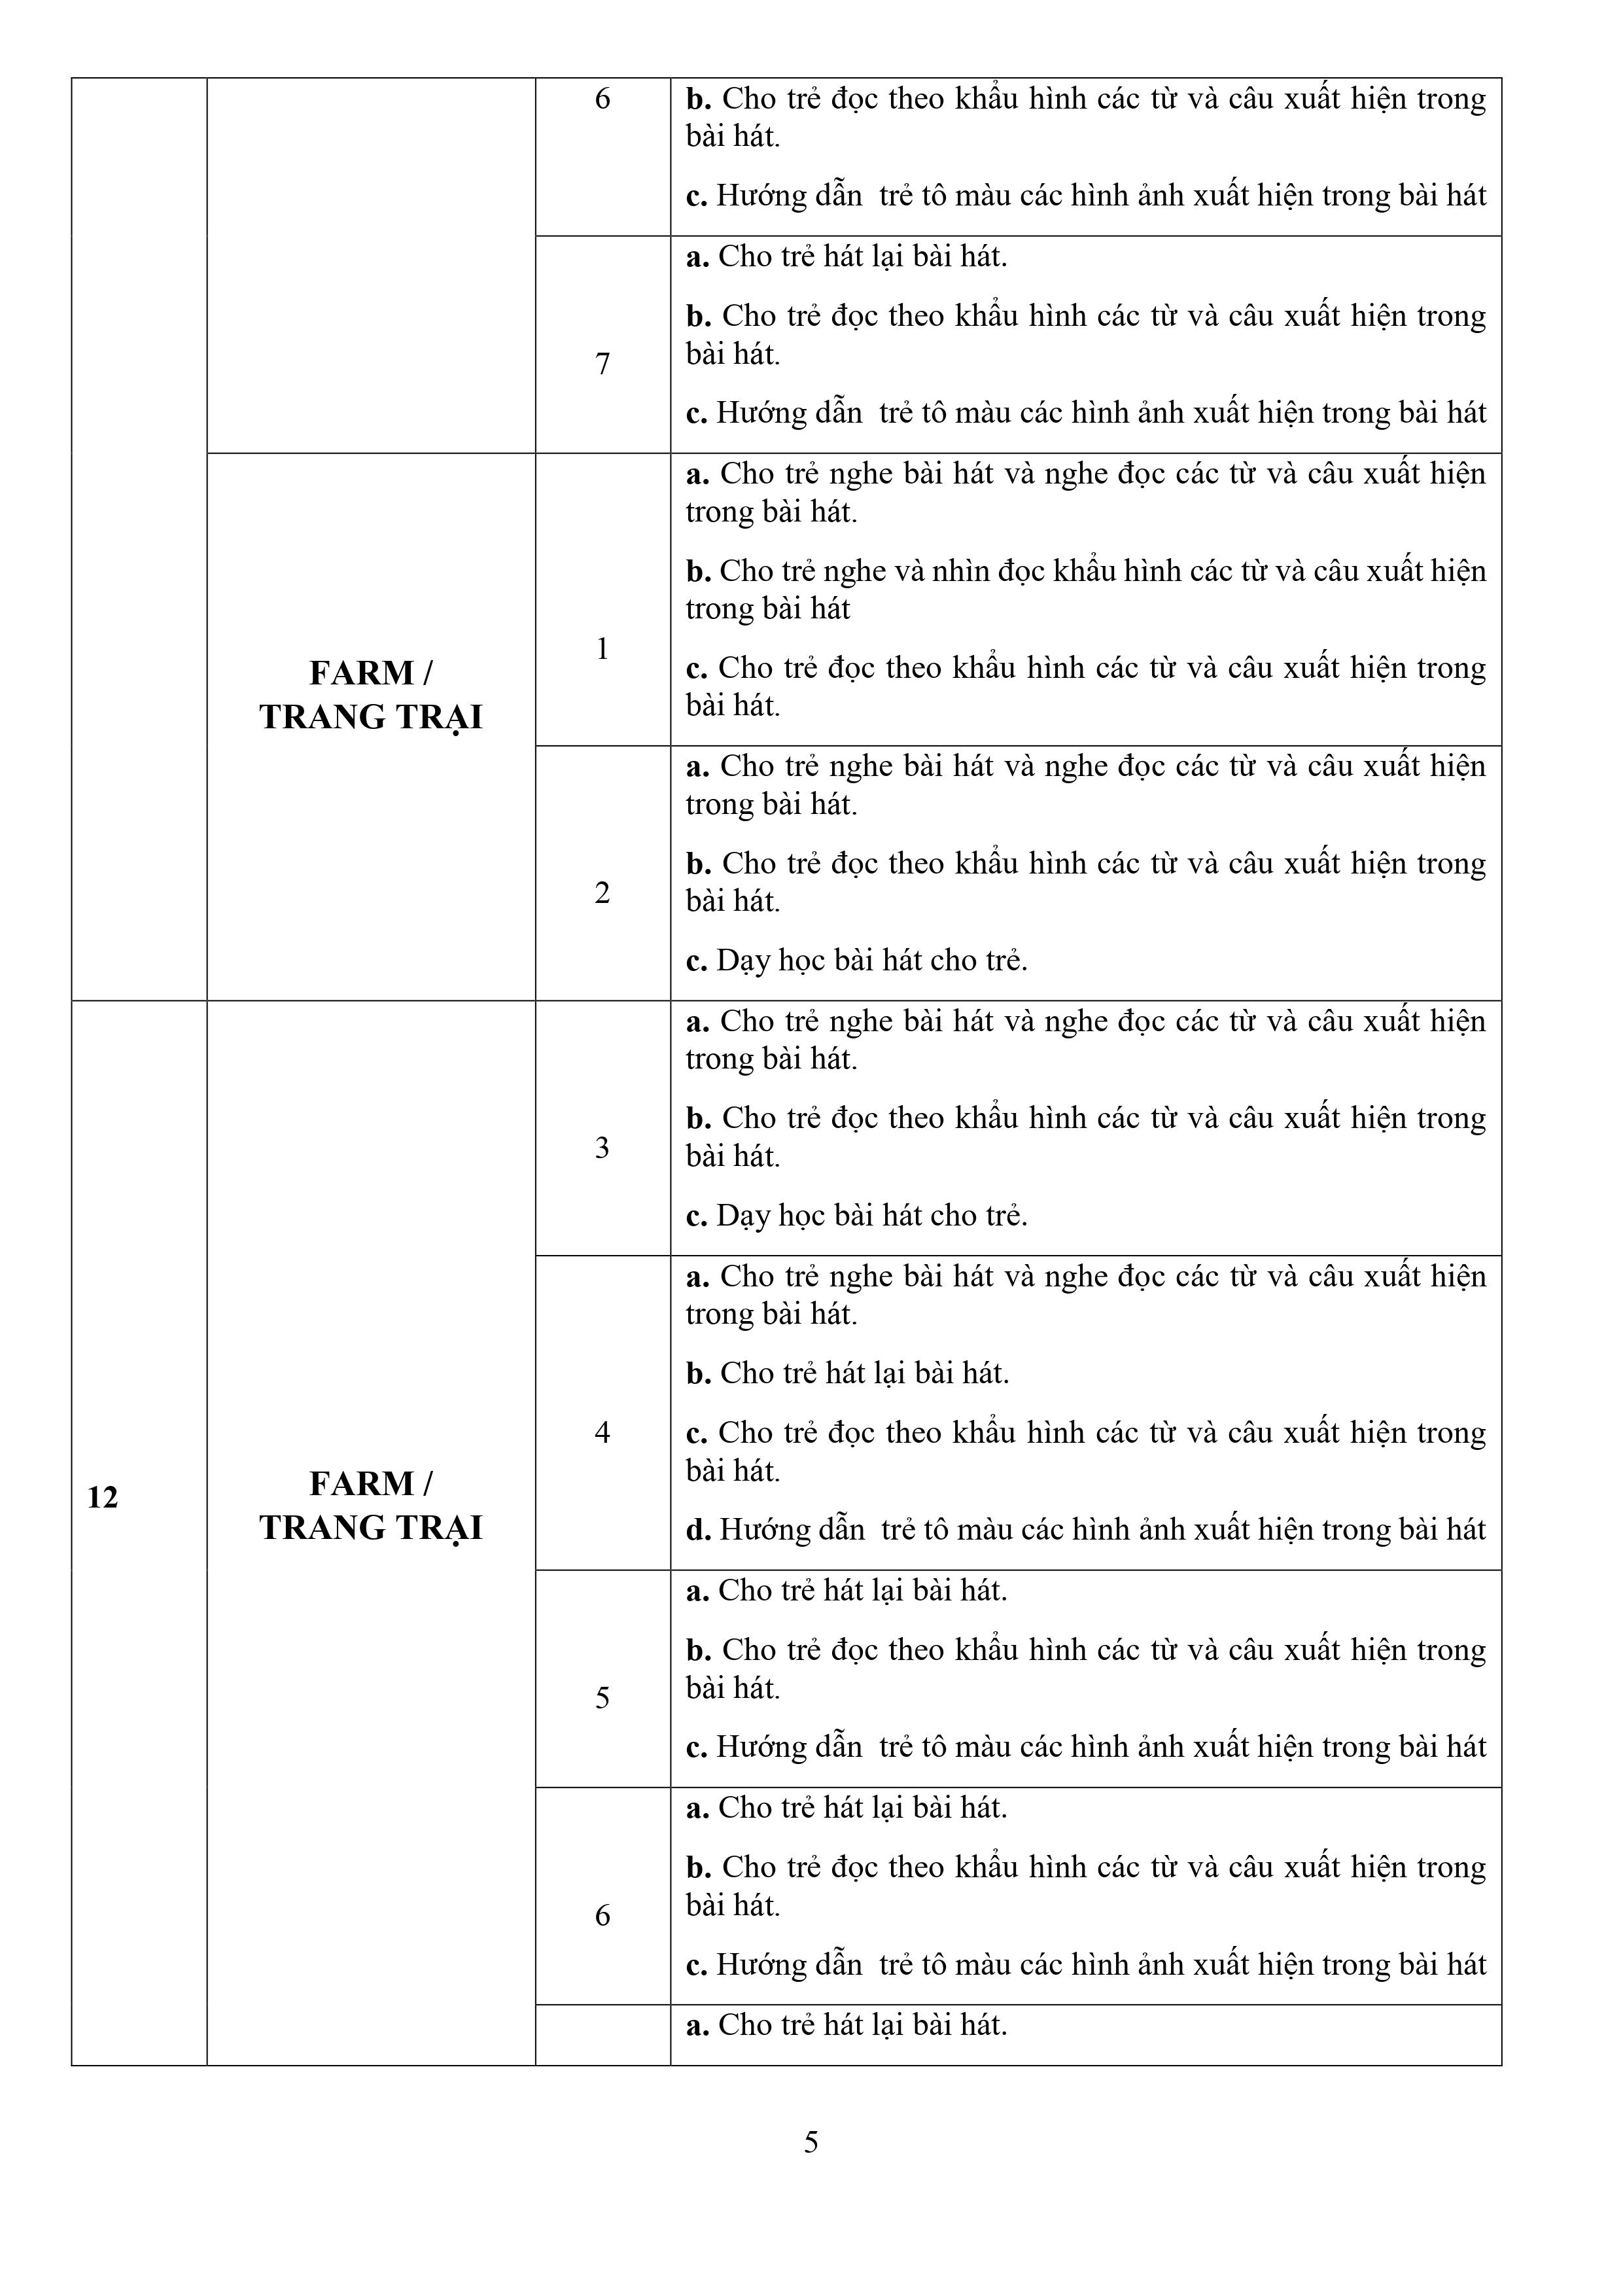 6
b. Cho trẻ đọc theo khẩu hình các từ và câu xuất hiện trong
bài hát.
c. Hướng dẫn  trẻ tô màu các hình ảnh xuất hiện trong bài hát
7
a. Cho trẻ hát lại bài hát.
b. Cho trẻ đọc theo khẩu hình các từ và câu xuất hiện trong
bài hát.
c. Hướng dẫn  trẻ tô màu các hình ảnh xuất hiện trong bài hát
FARM /
TRANG TRẠI
1
a. Cho trẻ nghe bài hát và nghe đọc các từ và câu xuất hiện
trong bài hát.
b. Cho trẻ nghe và nhìn đọc khẩu hình các từ và câu xuất hiện
trong bài hát
c. Cho trẻ đọc theo khẩu hình các từ và câu xuất hiện trong
bài hát.
2
a. Cho trẻ nghe bài hát và nghe đọc các từ và câu xuất hiện
trong bài hát.
b. Cho trẻ đọc theo khẩu hình các từ và câu xuất hiện trong
bài hát.
c. Dạy học bài hát cho trẻ.
12
FARM /
TRANG TRẠI
3
a. Cho trẻ nghe bài hát và nghe đọc các từ và câu xuất hiện
trong bài hát.
b. Cho trẻ đọc theo khẩu hình các từ và câu xuất hiện trong
bài hát.
c. Dạy học bài hát cho trẻ.
4
a. Cho trẻ nghe bài hát và nghe đọc các từ và câu xuất hiện
trong bài hát.
b. Cho trẻ hát lại bài hát.
c. Cho trẻ đọc theo khẩu hình các từ và câu xuất hiện trong
bài hát.
d. Hướng dẫn  trẻ tô màu các hình ảnh xuất hiện trong bài hát
5
a. Cho trẻ hát lại bài hát.
b. Cho trẻ đọc theo khẩu hình các từ và câu xuất hiện trong
bài hát.
c. Hướng dẫn  trẻ tô màu các hình ảnh xuất hiện trong bài hát
6
a. Cho trẻ hát lại bài hát.
b. Cho trẻ đọc theo khẩu hình các từ và câu xuất hiện trong
bài hát.
c. Hướng dẫn  trẻ tô màu các hình ảnh xuất hiện trong bài hát
a. Cho trẻ hát lại bài hát.
5